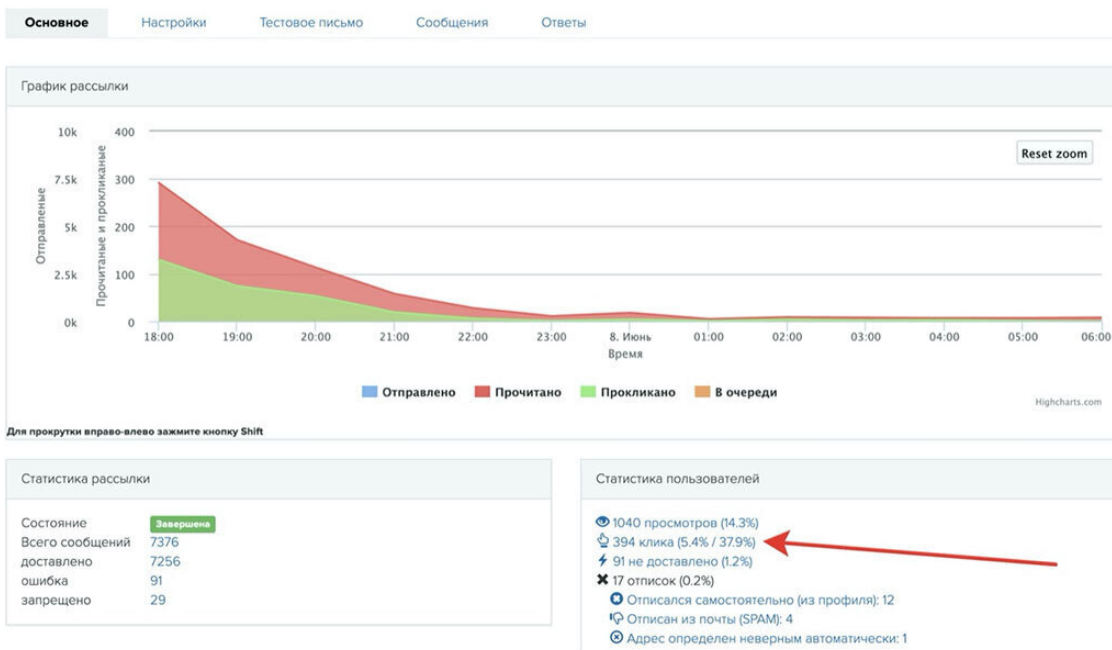 Основное Настройки Тестовое письмо Сообщения Ответы
График рассылки
Отправленые
10k
7.5k
5k
2.5k
0k
Прочитаные и прокликаные
400
300
200
100
0
Reset zoom
18:00 19:00 20:00 21:00 22:00 23:00 8. Июнь 01:00 02:00 03:00 04:00 05:00 06:00
Время
Отправлено Прочитано Прокликано В очереди
Highcharts.com
Для прокрутки вправо-влево зажмите кнопку Shift
Статистика рассылки
Состояние Завершена
Всего сообщений 7376
доставлено 7256
ошибка 91
запрещено 29
Статистика пользователей
1040 просмотров (14.3%)
394 клика (5.4% / 37.9%)
91 не доставлено (1.2%)
17 отписок (0.2%)
Отписался самостоятельно (из профиля): 12
Отписан из почты (SPAM): 4
Адрес определен неверным автоматически: 1